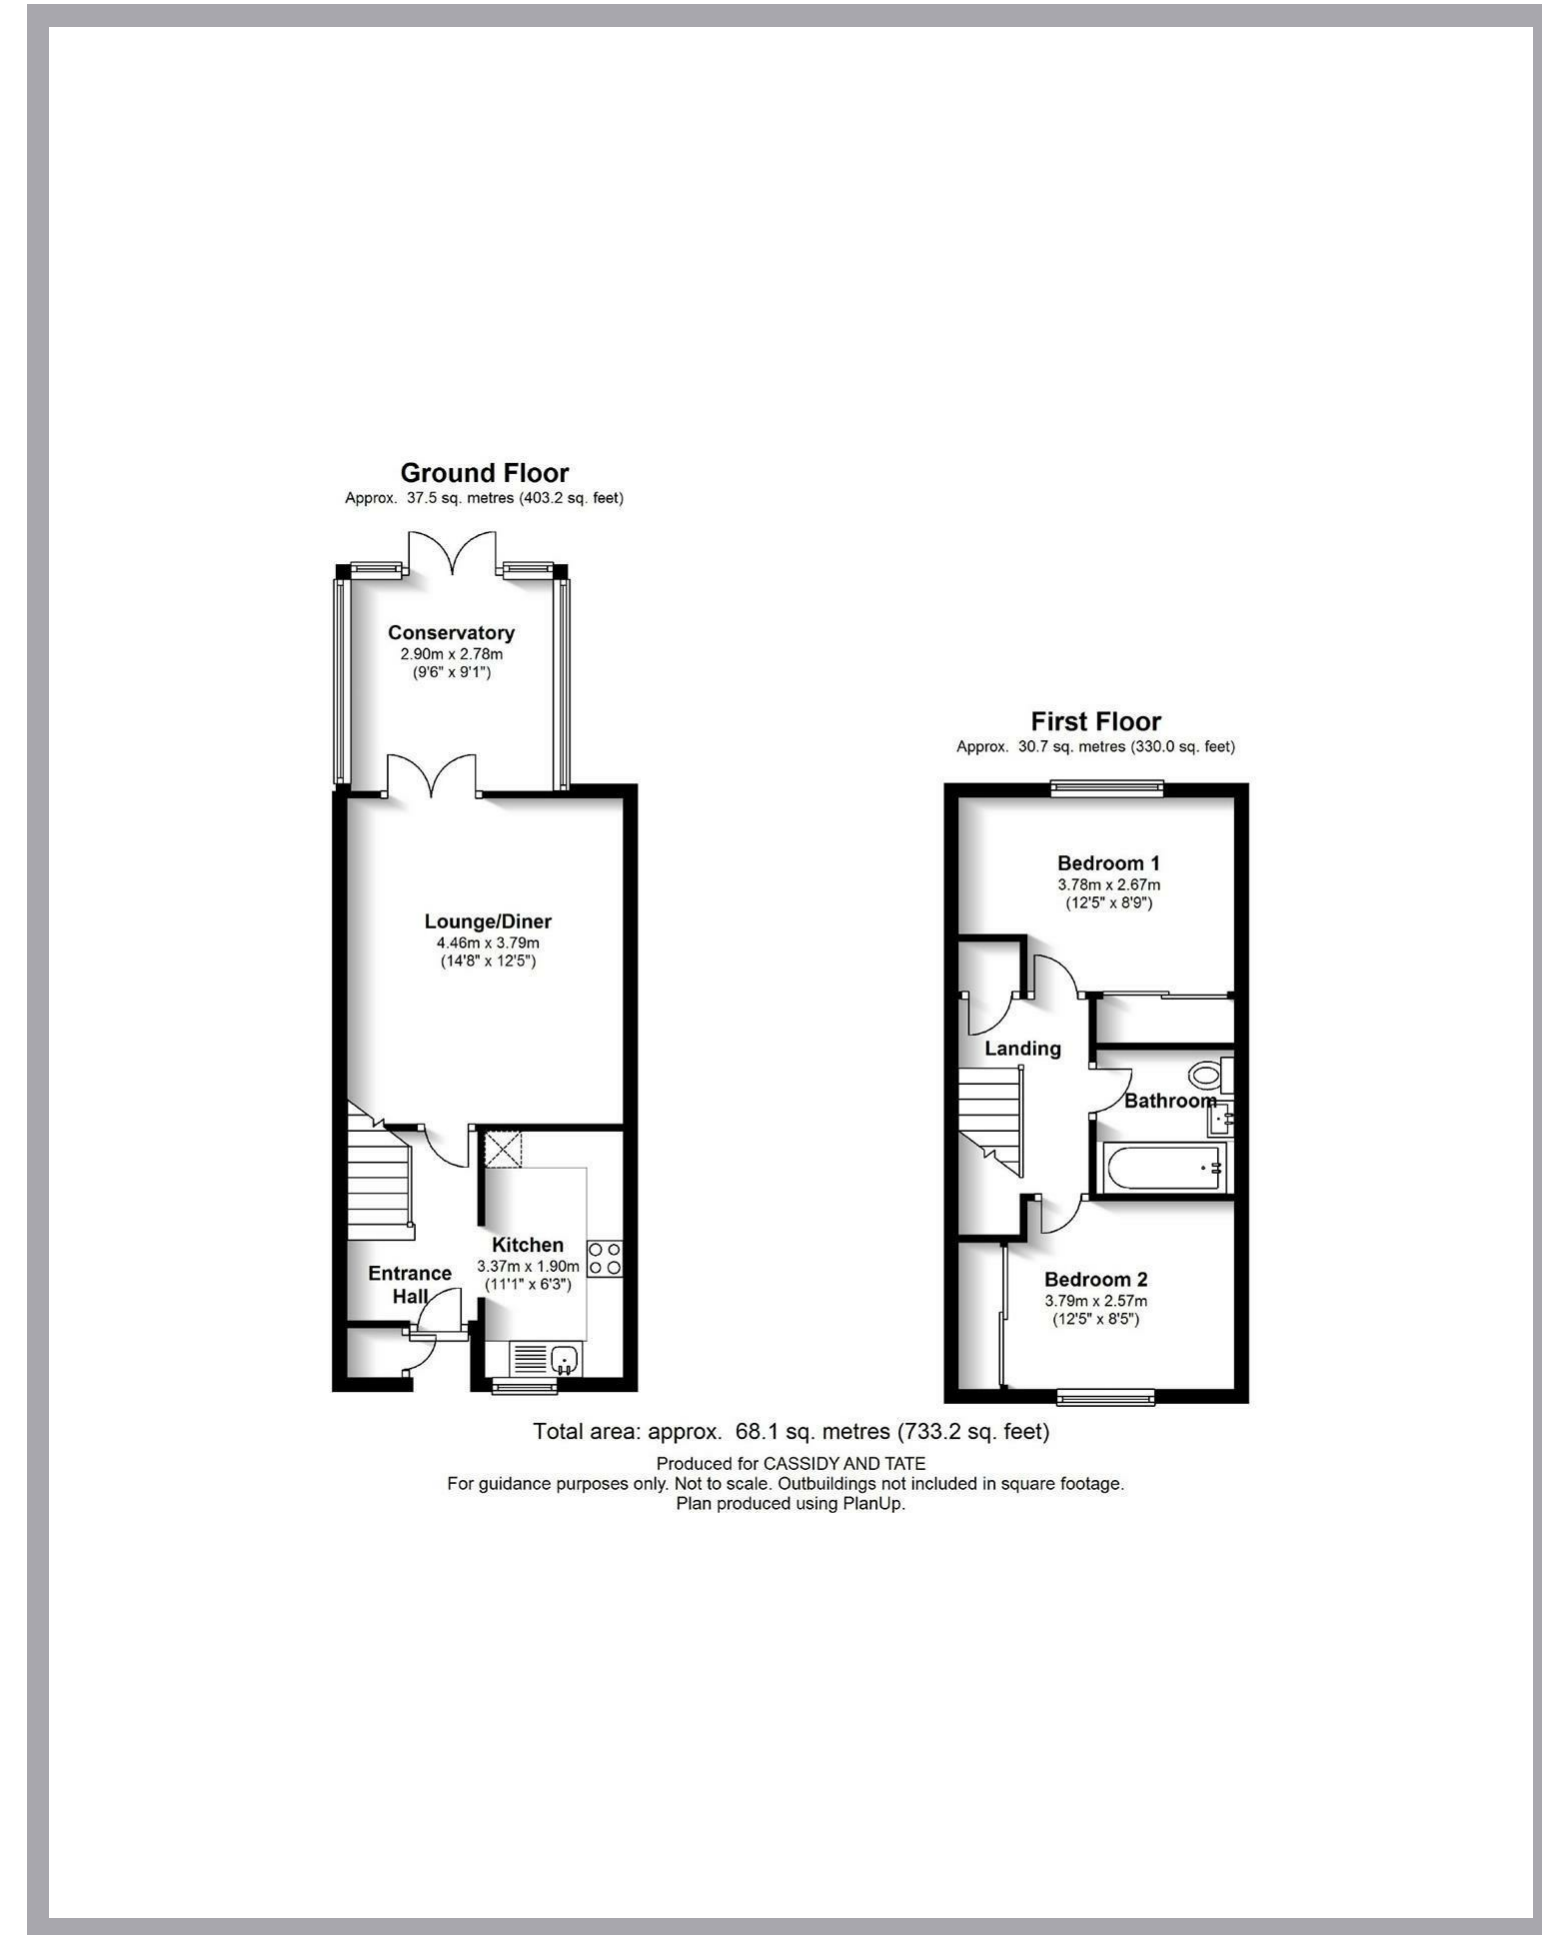 Ground Floor
Approx. 37.5 sq. metres (403.2 sq. feet)
Conservatory
2.90m x 2.78m
(9'6" x 9'1")
Lounge/Diner
4.46m x 3.79m
(14'8" x 12'5")
Kitchen
3.37m x 1.90m
(11'1" x 6'3")
Entrance
Hall
First Floor
Approx. 30.7 sq. metres (330.0 sq. feet)
Bedroom 1
3.78m x 2.67m
(12'5" x 8'9")
Landing
Bathroom
Bedroom 2
3.79m x 2.57m
(12'5" x 8'5")
Total area: approx. 68.1 sq. metres (733.2 sq. feet)
Produced for CASSIDY AND TATE
For guidance purposes only. Not to scale. Outbuildings not included in square footage.
Plan produced using PlanUp.